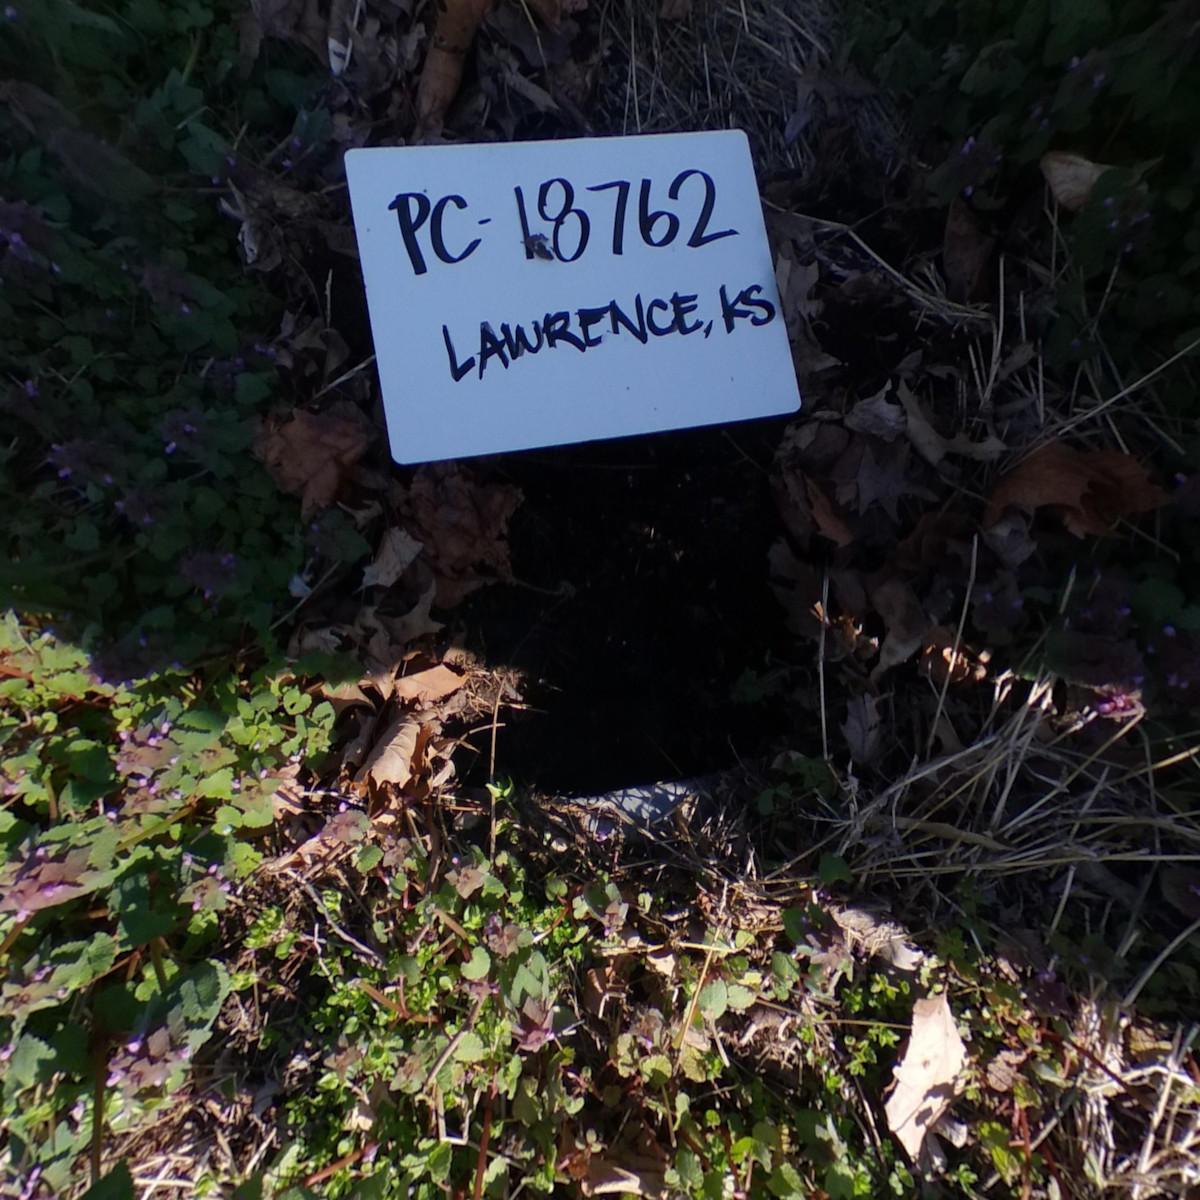 PC-18762
LAWRENCE, KS